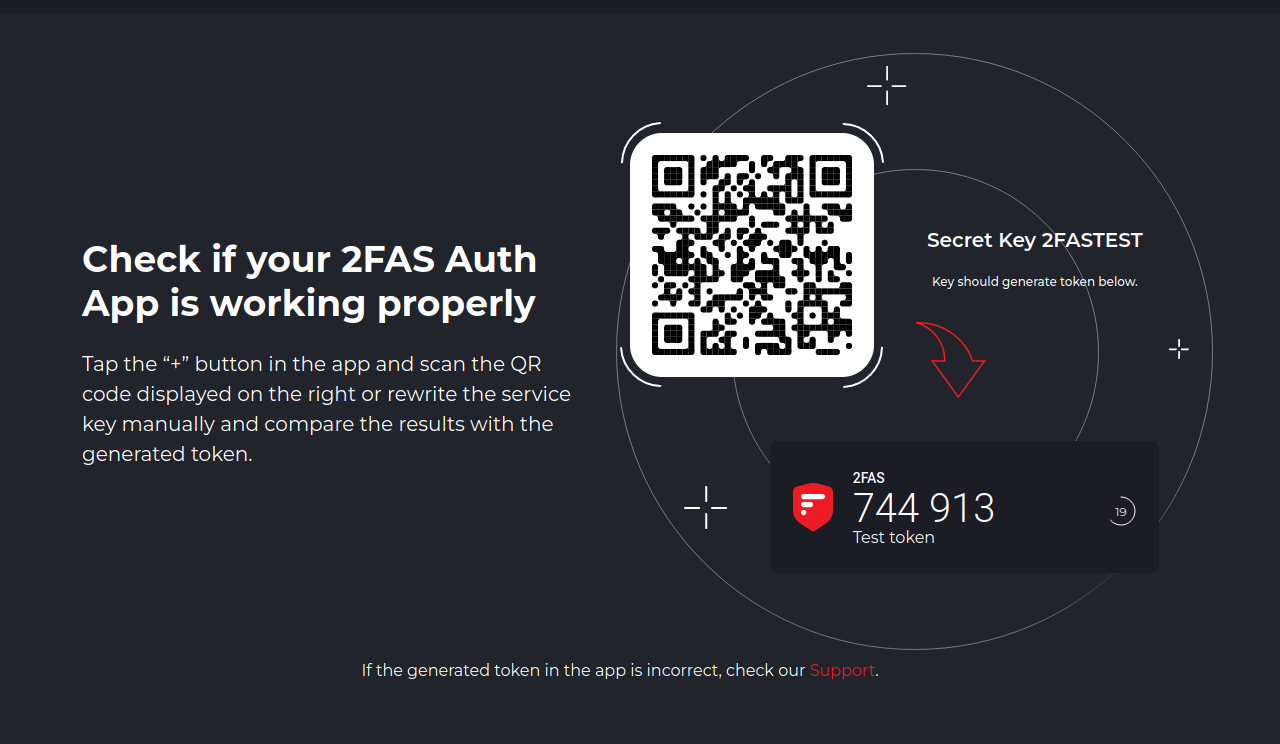 Check if your 2FAS Auth
App is working properly
Tap the “+” button in the app and scan the QR
code displayed on the right or rewrite the service
key manually and compare the results with the
generated token.
Secret Key 2FASTEST
Key should generate token below.
2FAS
744 913
Test token
19
If the generated token in the app is incorrect, check our Support.